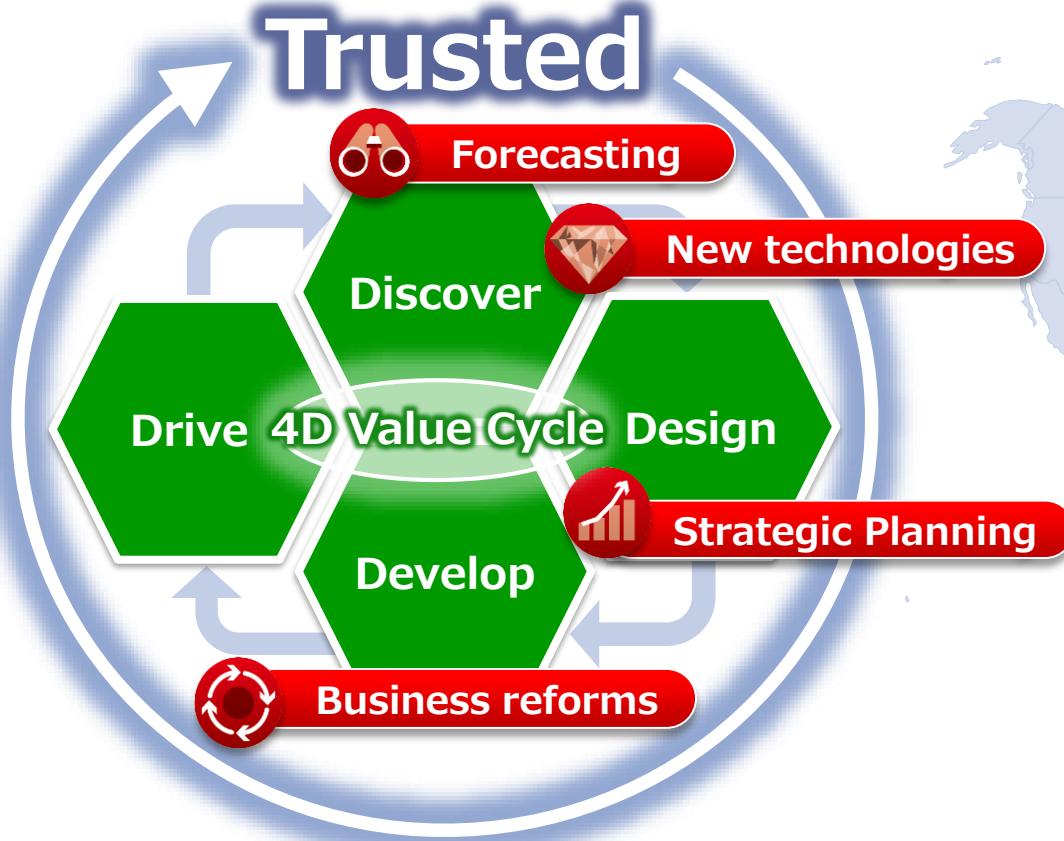 Trusted
Forecasting
New technologies
Discover
Drive
4D Value Cycle
Design
Strategic Planning
Develop
Business reforms